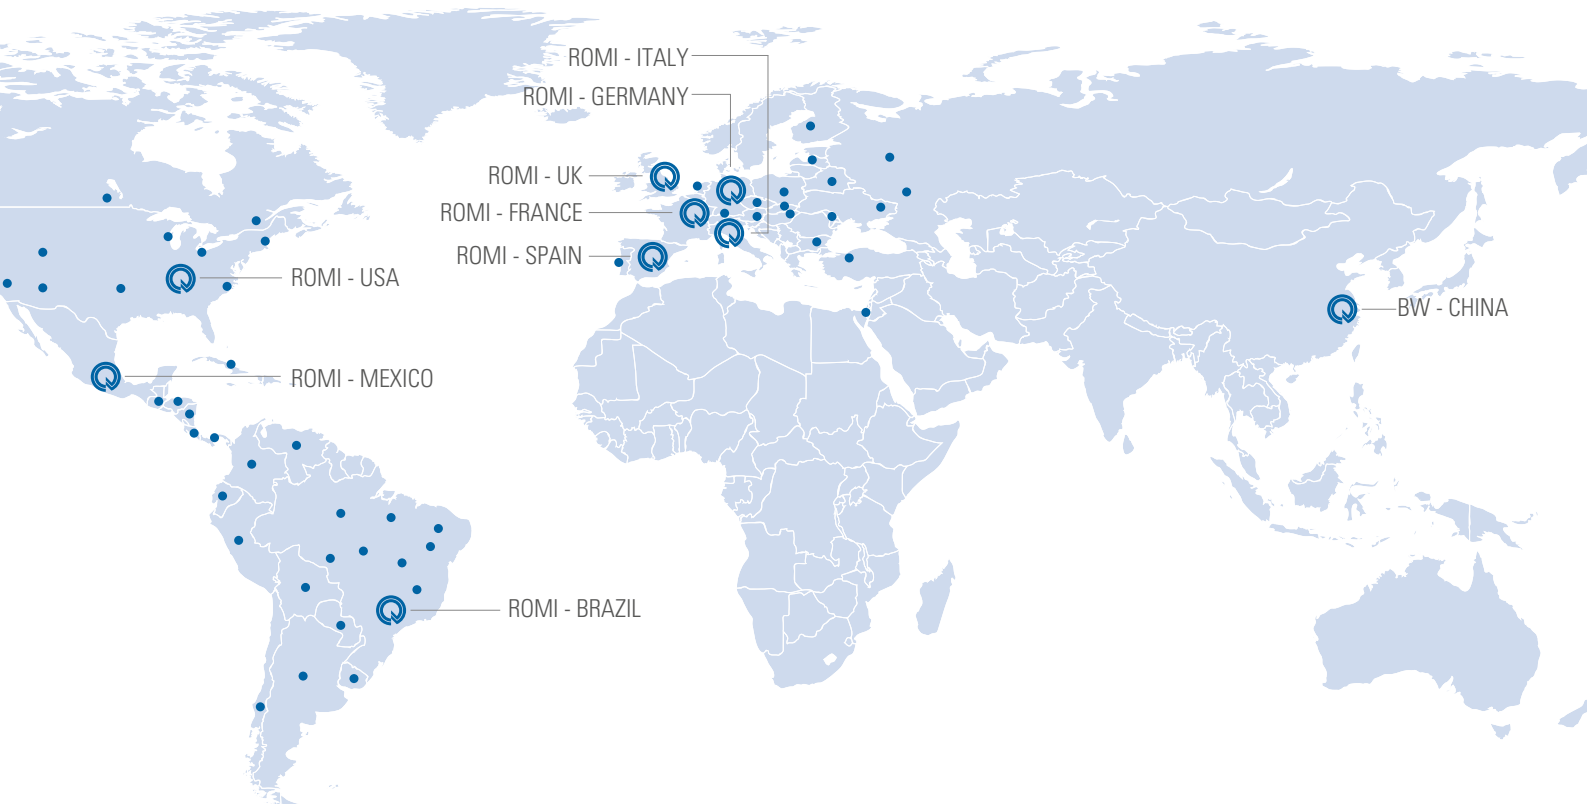 ROMI - ITALY
ROMI - GERMANY
ROMI - UK
ROMI - FRANCE
ROMI - SPAIN
ROMI - USA
BW - CHINA
ROMI - MEXICO
ROMI - BRAZIL